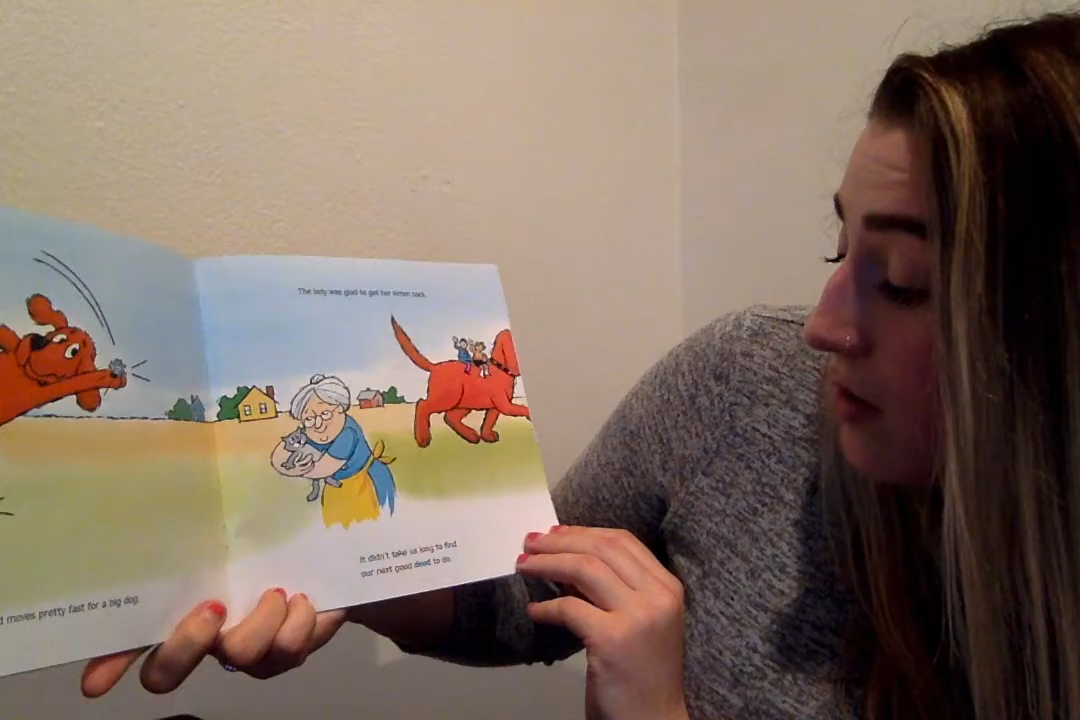 moves pretty fast for a big dog.
The lady was glad to get her kitten back.
It didn't take us long to find
our next good deed to do.